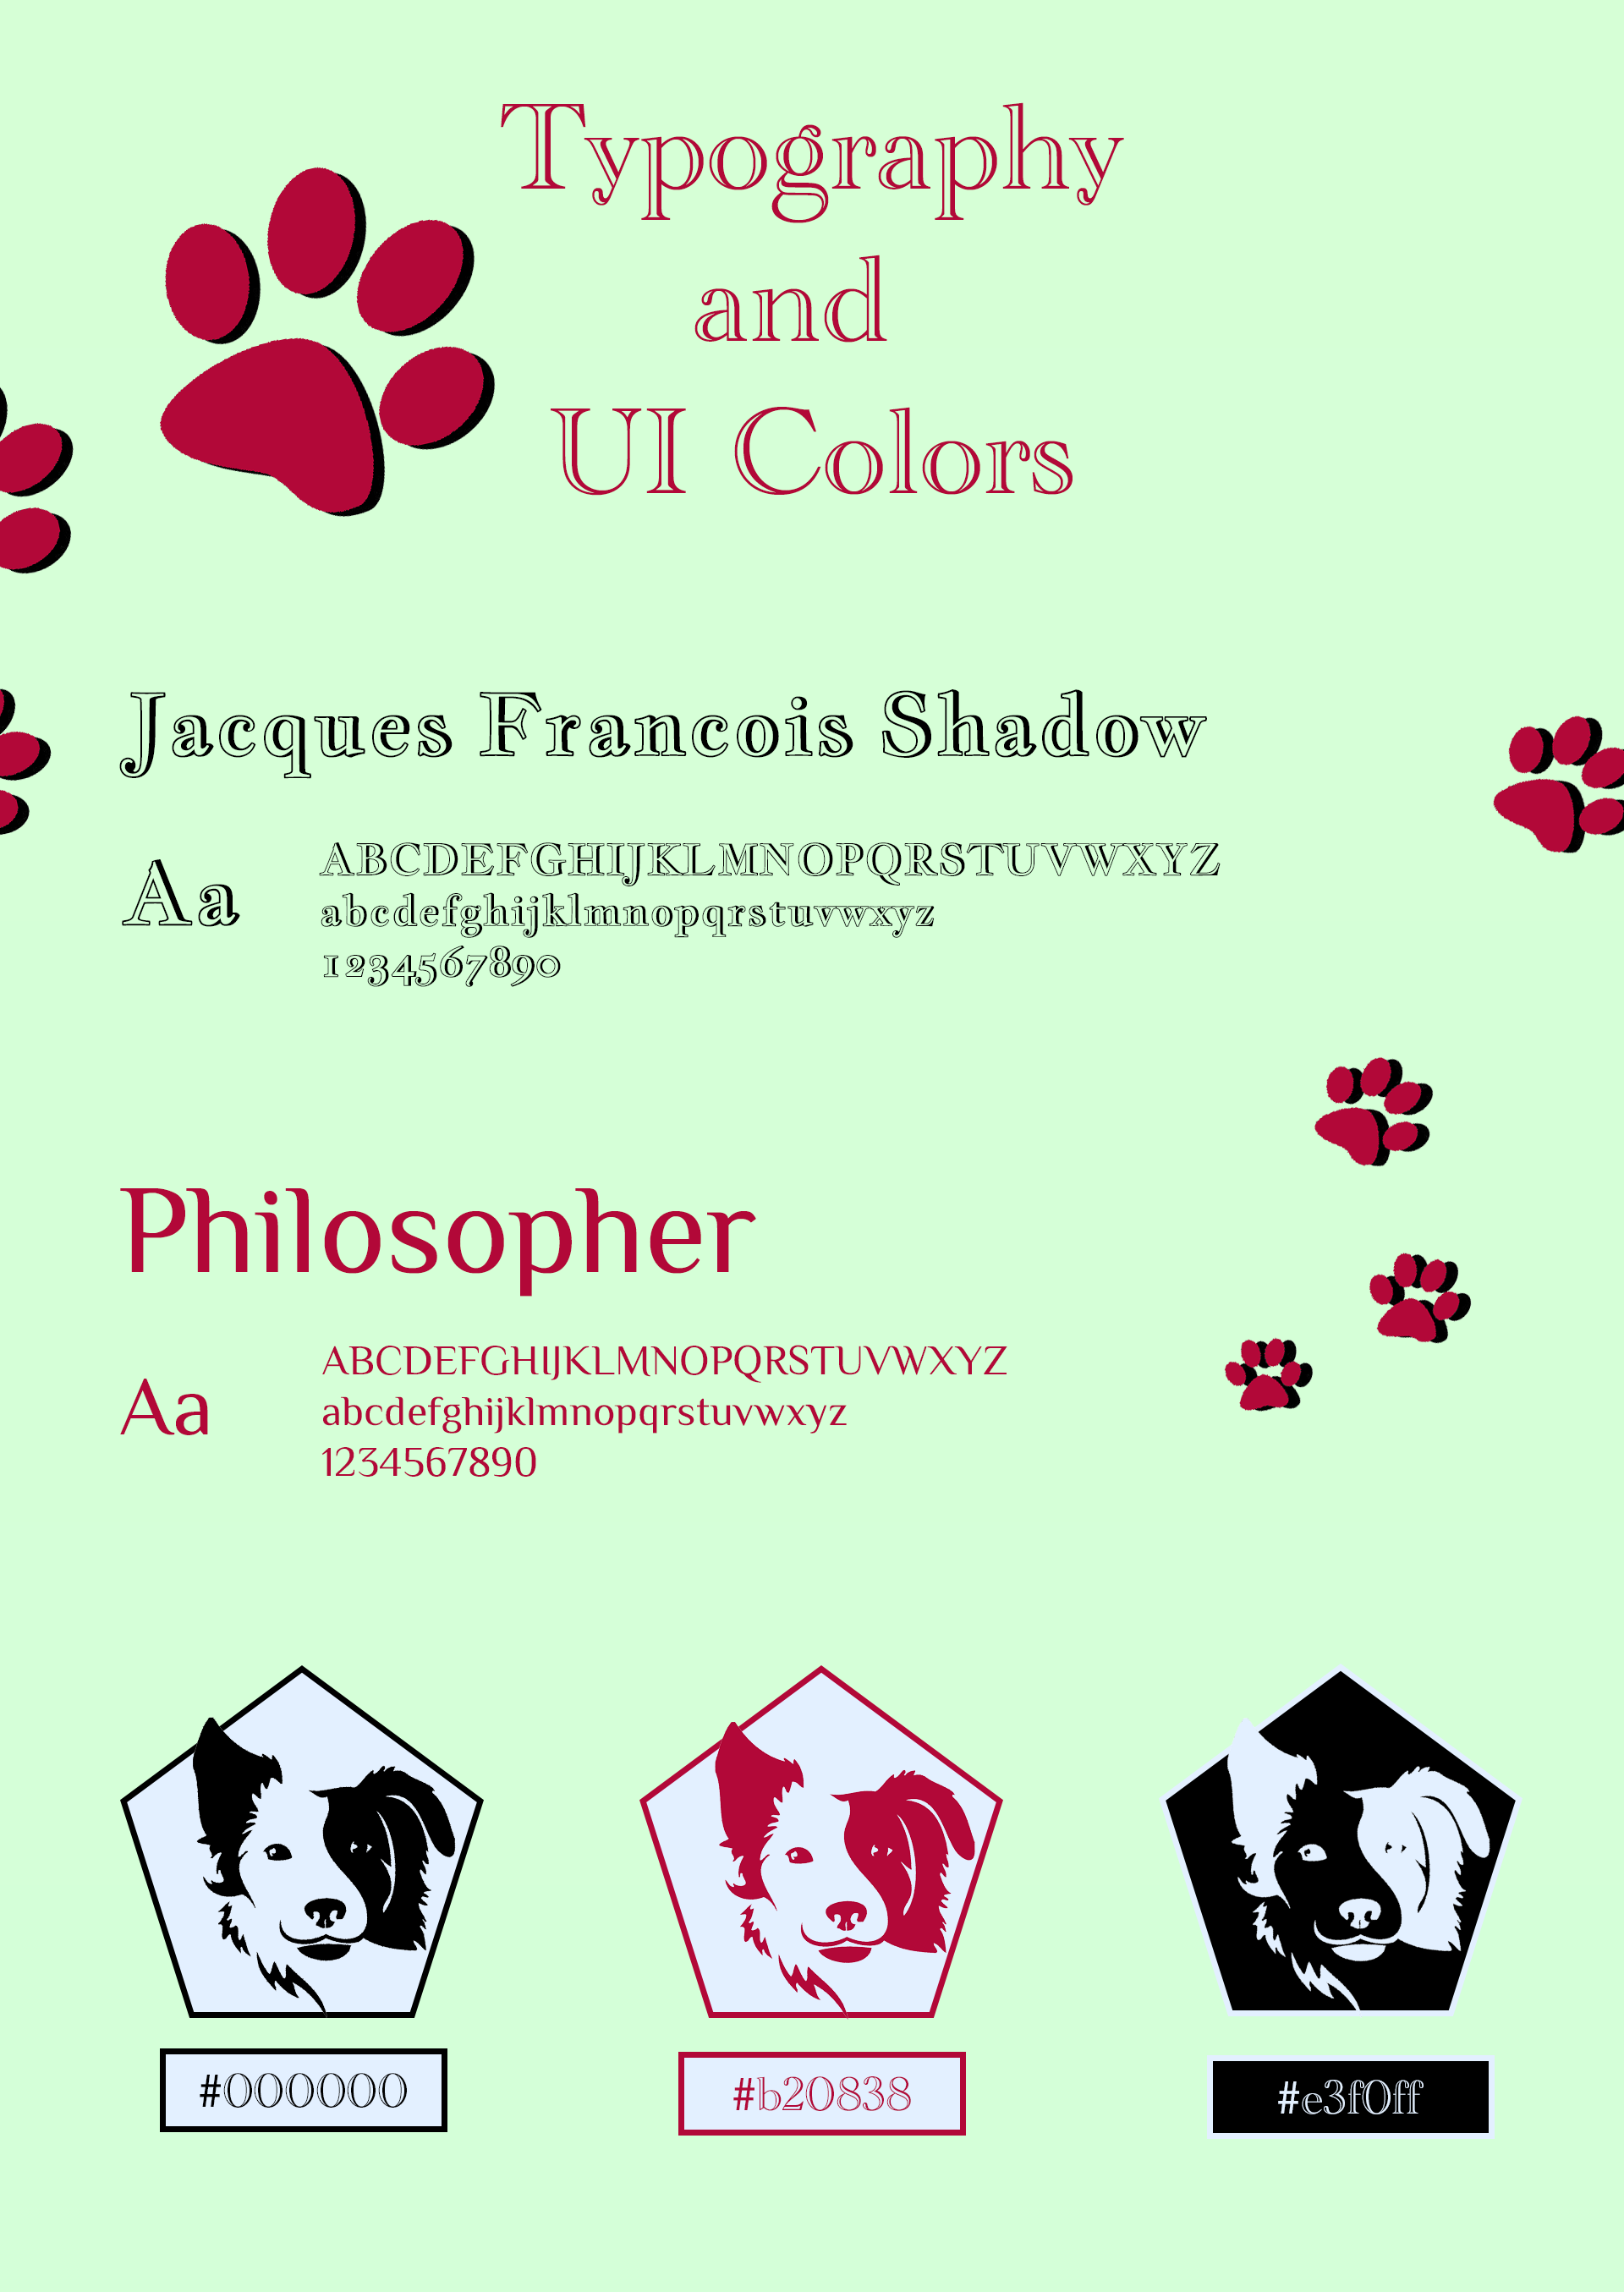 Typography
and
UI Colors
Jacques Francois Shadow
Aa
ABCDEFGHIJKLMNOPQRSTUVWXYZ
abcdefghijklmnopqrstuvwxyz
1234567890
Philosopher
Aa
ABCDEFGHIJKLMNOPQRSTUVWXYZ
abcdefghijklmnopqrstuvwxyz
1234567890
#000000
#b20838
#e3f0ff